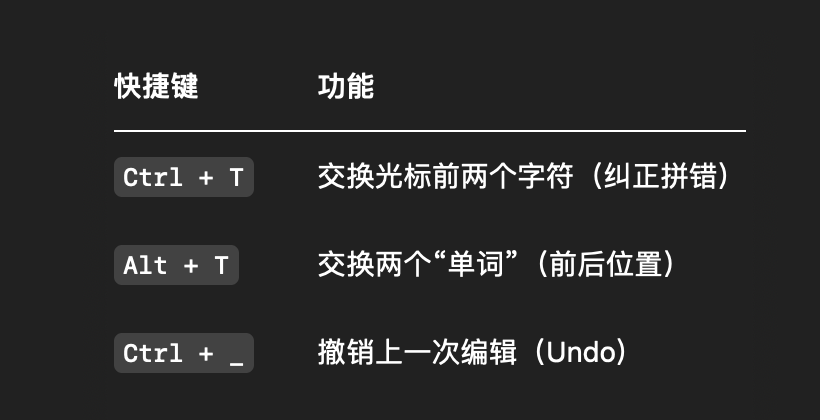 快捷键 功能
Ctrl + T 交换光标前两个字符（纠正拼错）
Alt + T 交换两个“单词”（前后位置）
Ctrl + _ 撤销上一次编辑（Undo）